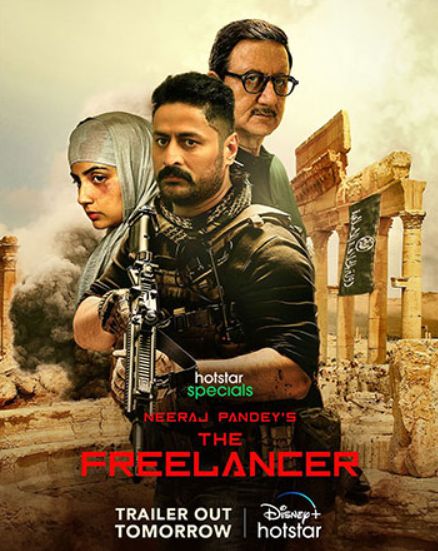 hotstar
specials
NEERAJ PANDEY'S
THE
FREELANCER
TRAILER OUT
TOMORROW
Disney+
hotstar